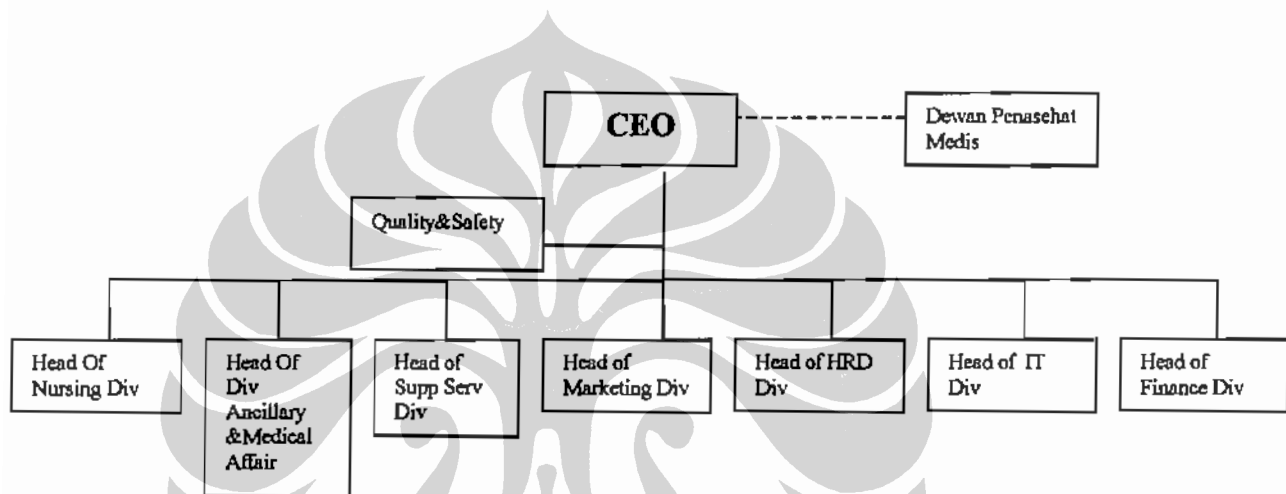 CEO
Dewan Penasehat
Medis
Quality&Safety
Head Of
Nursing Div
Head Of
Div
Ancillary
&Medical
Affair
Head of
Supp Serv
Div
Head of
Marketing Div
Head of HRD
Div
Head of IT
Div
Head of
Finance Div